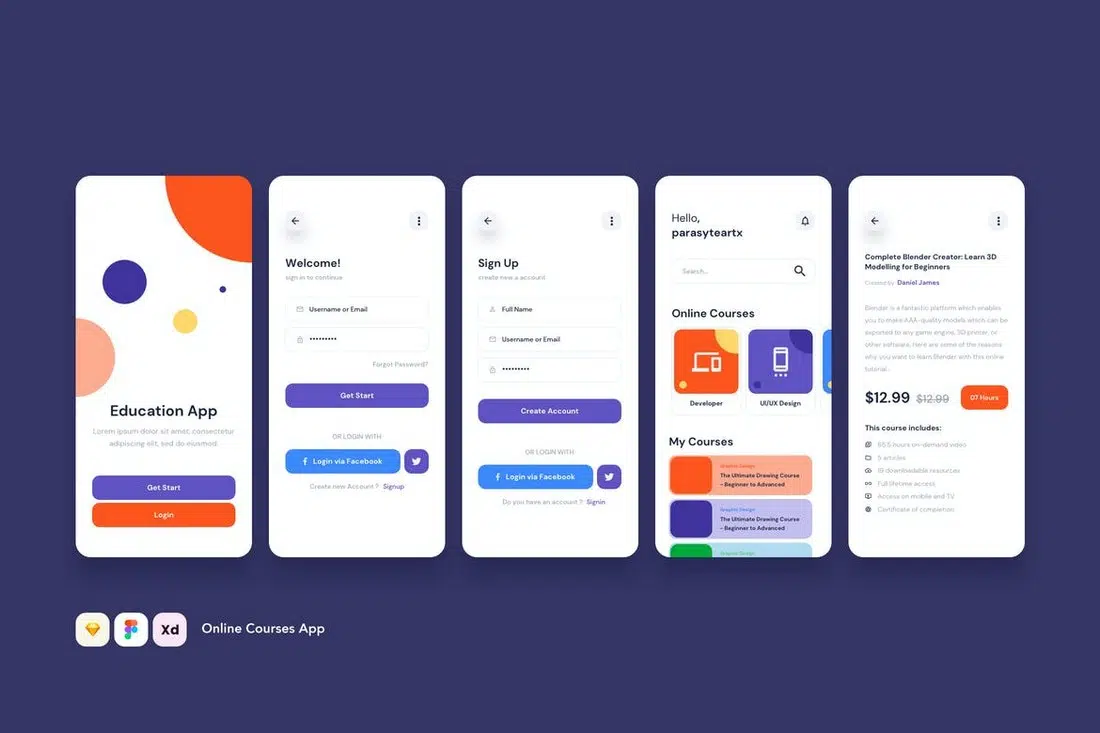 Education App
Lorem ipsum dolor sit amet, consectetur
adipiscing elit, sed do eiusmod
Get Start
Login
Welcome!
sign in to continue
Username or Email
•••••••••
Forgot Password?
Get Start
OR LOGIN WITH
f Login via Facebook
Create new Account ? Signup
Sign Up
create new a account
Full Name
Username or Email
•••••••••
Create Account
OR LOGIN WITH
f Login via Facebook
Do you have an account ? Signin
Hello,
parasyteartx
Search...
Online Courses
Developer
UI/UX Design
My Courses
Graphic Design
The Ultimate Drawing Course
- Beginner to Advanced
Graphic Design
The Ultimate Drawing Course
- Beginner to Advanced
Graphic Design
Complete Blender Creator: Learn 3D
Modelling for Beginners
Created by Daniel James
Blender is a fantastic platform which enables
you to make AAA-quality models which can be
exported to any game engine, 3D printer, or
other software. Here are some of the reasons
why you want to learn Blender with this online
tutorial.-
$12.99 $12.99
07 Hours
This course includes:
65.5 hours on-demand video
5 articles
19 downloadable resources
Full lifetime access
Access on mobile and TV
Certificate of completion
Xd
Online Courses App